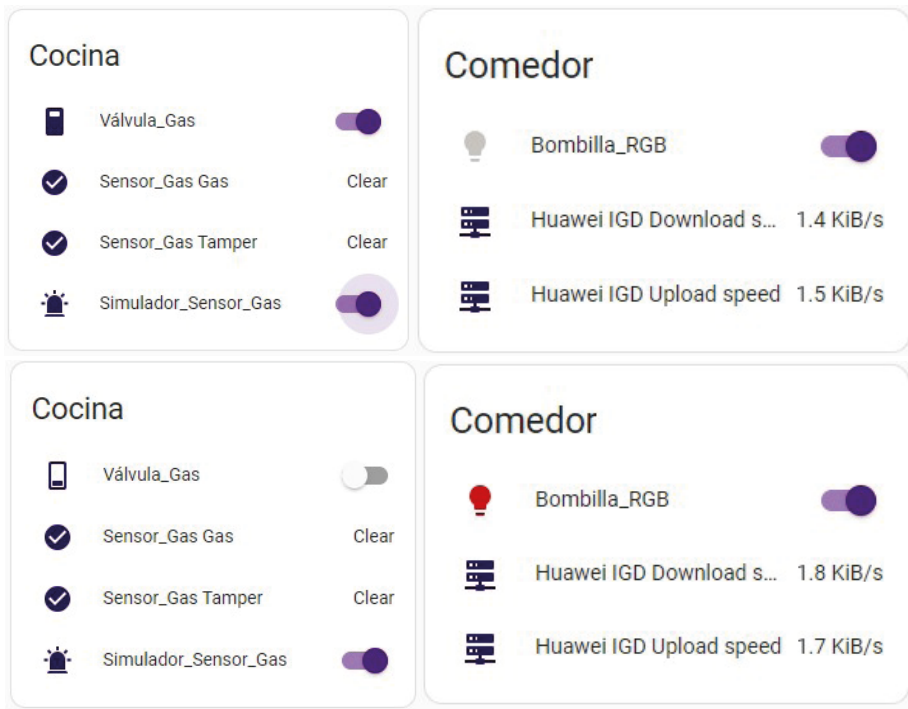 Cocina
Válvula_Gas
Sensor_Gas Gas Clear
Sensor_Gas Tamper Clear
Simulador_Sensor_Gas
Comedor
Bombilla_RGB
Huawei IGD Download s... 1.4 KiB/s
Huawei IGD Upload speed 1.5 KiB/s
Cocina
Válvula_Gas
Sensor_Gas Gas Clear
Sensor_Gas Tamper Clear
Simulador_Sensor_Gas
Comedor
Bombilla_RGB
Huawei IGD Download s... 1.8 KiB/s
Huawei IGD Upload speed 1.7 KiB/s